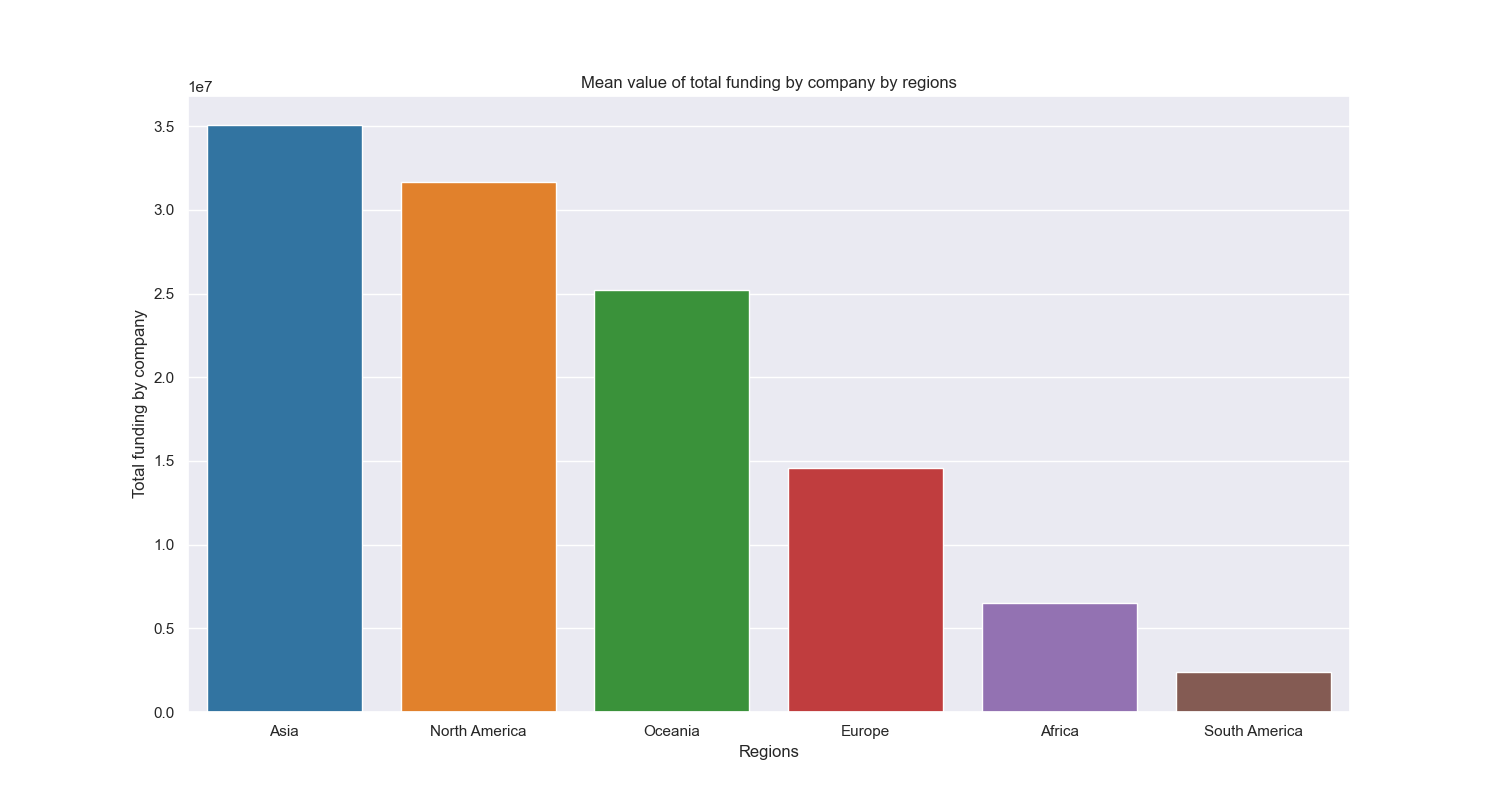 Mean value of total funding by company by regions
1e7
3.5
3.0
2.5
2.0
1.5
1.0
0.5
0.0
Total funding by company
Asia North America Oceania Europe Africa South America
Regions